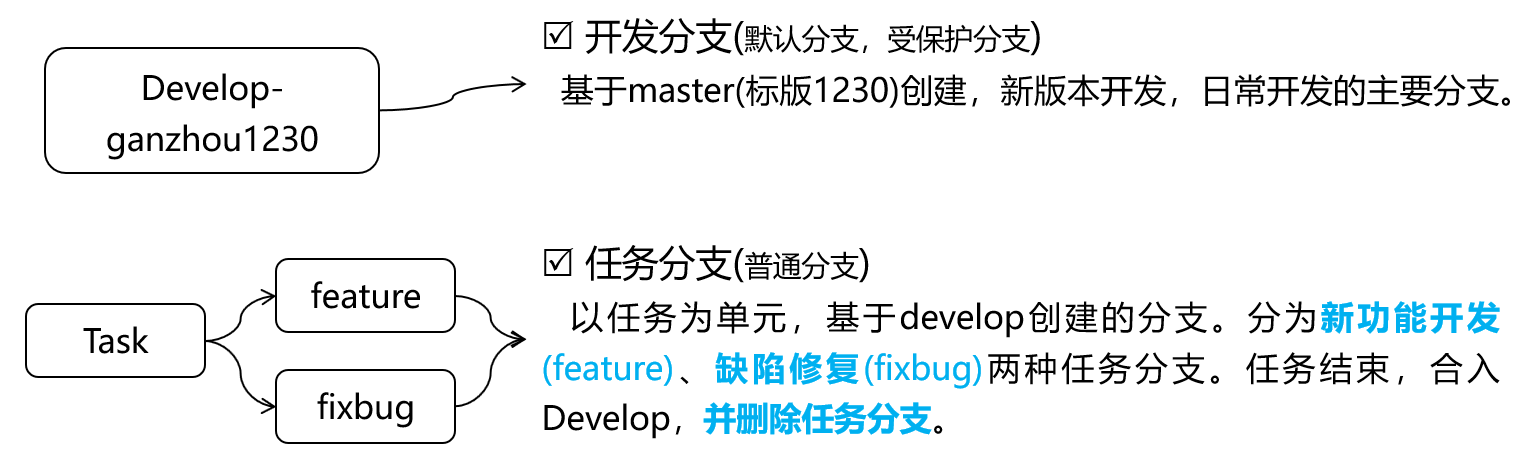 Develop-
ganzhou1230
☑ 开发分支(默认分支，受保护分支)
基于master(标版1230)创建，新版本开发，日常开发的主要分支。
Task
feature
fixbug
☑ 任务分支(普通分支)
以任务为单元，基于develop创建的分支。分为新功能开发
(feature)、缺陷修复(fixbug)两种任务分支。任务结束，合入
Develop，并删除任务分支。